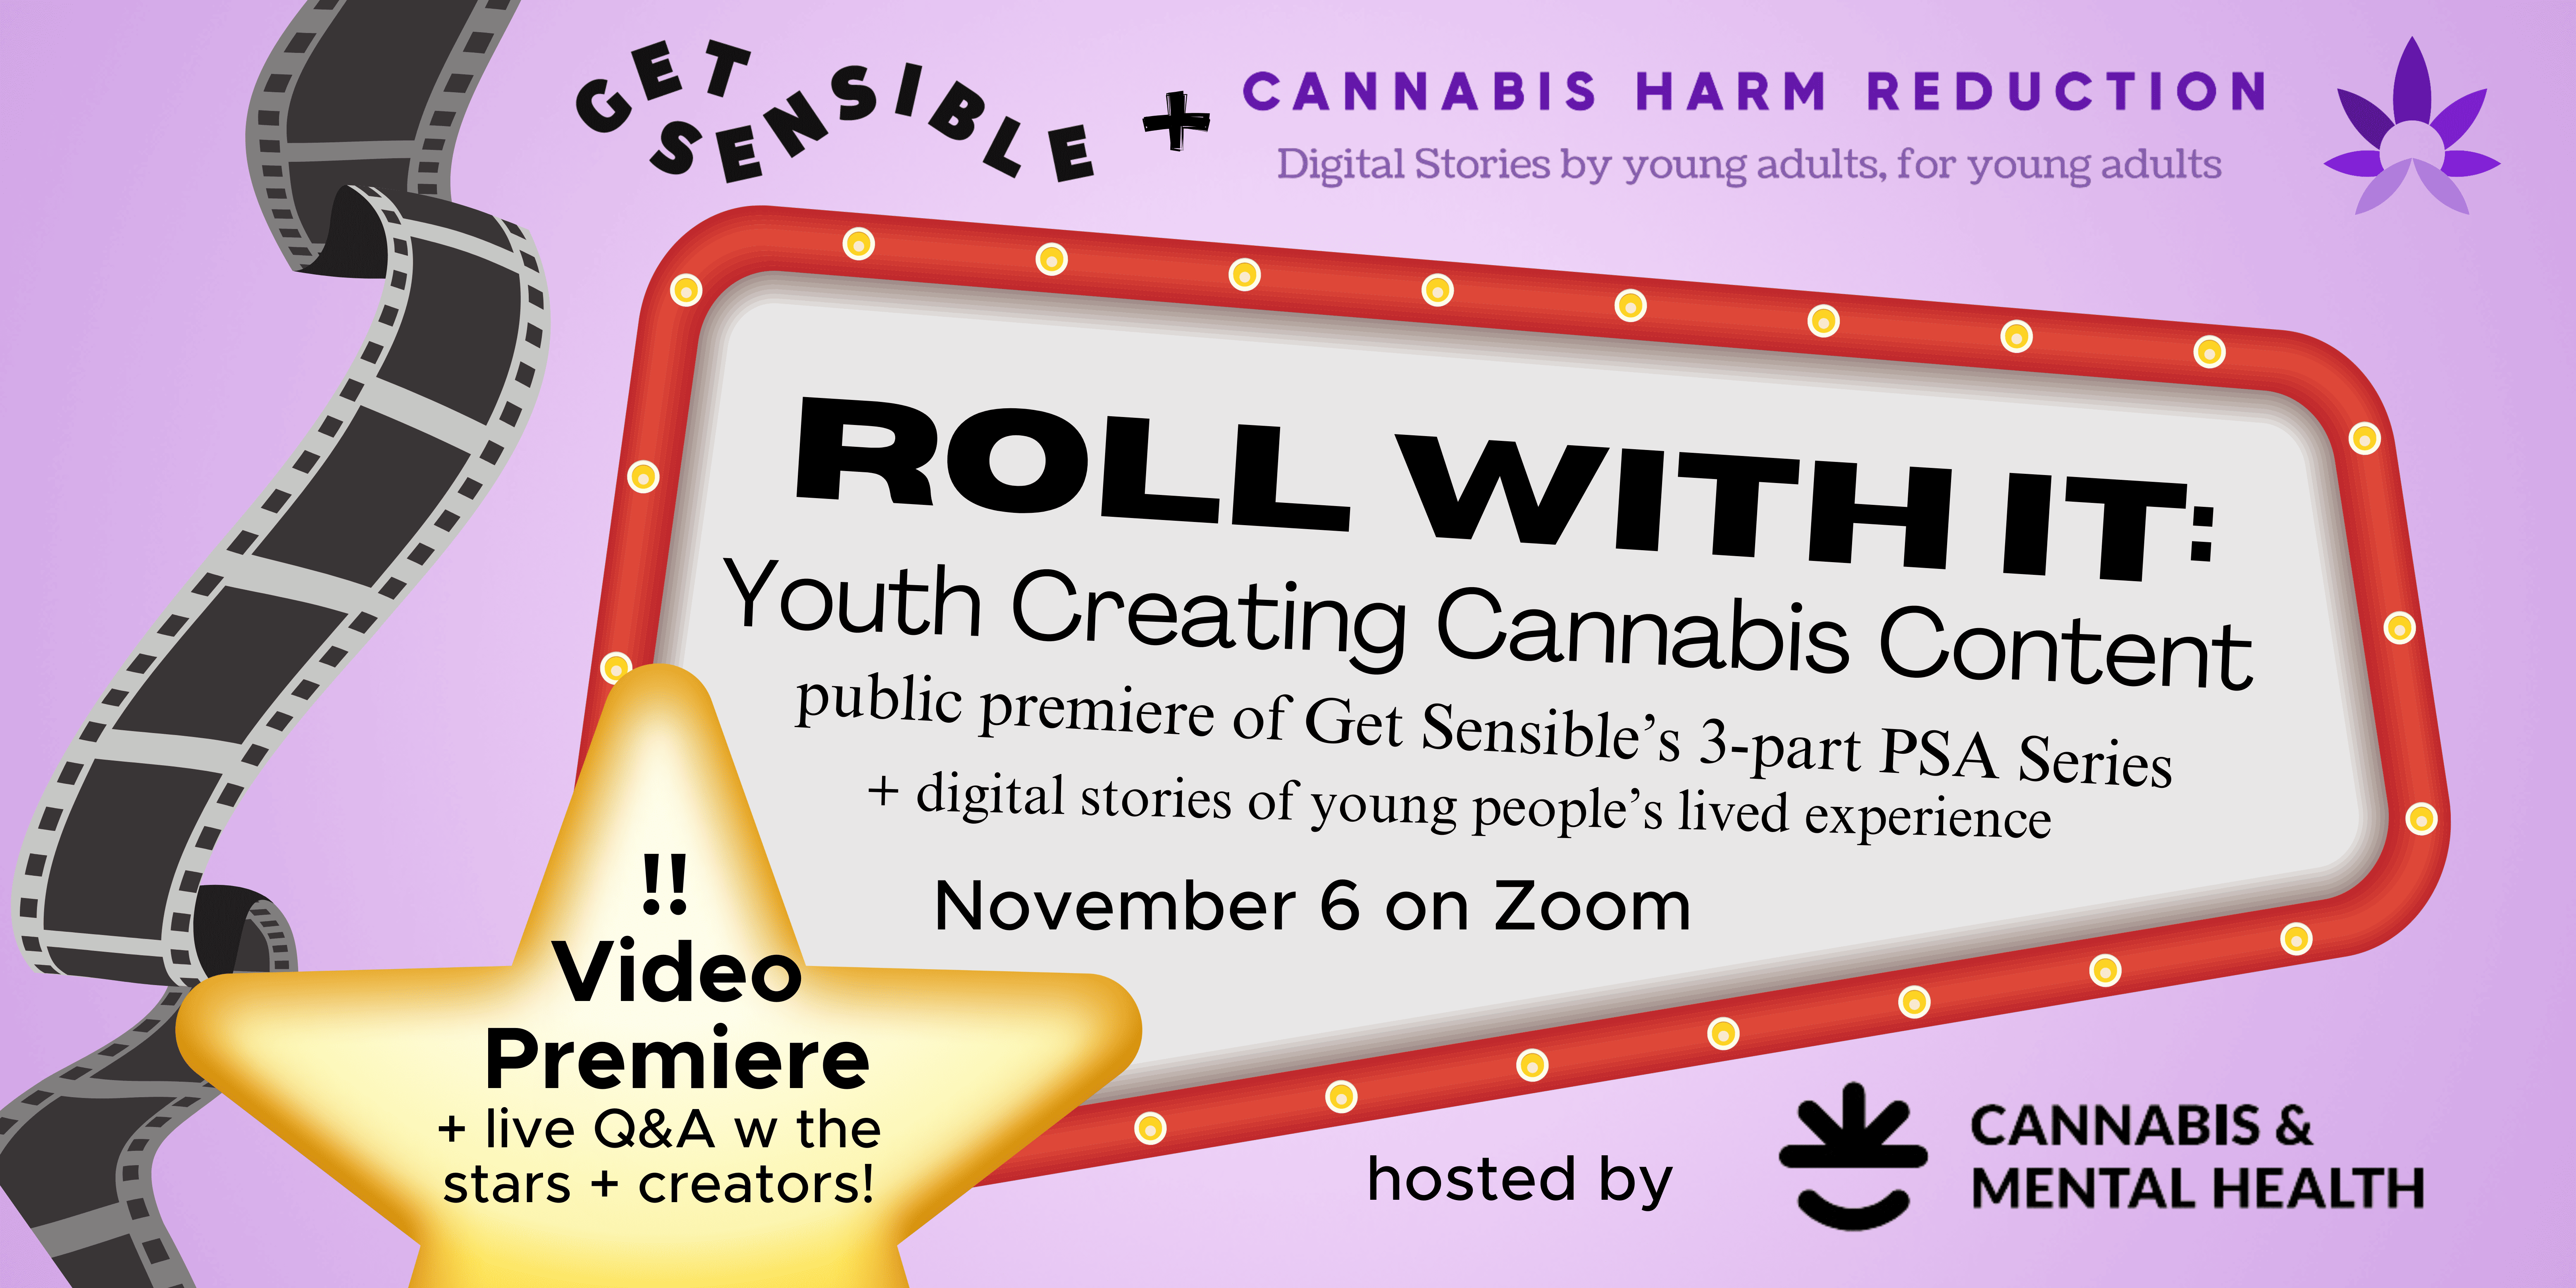 GET
SENSIBLE
+
CANNABIS HARM REDUCTION
Digital Stories by young adults, for young adults
ROLL WITH IT:
Youth Creating Cannabis Content
public premiere of Get Sensible’s 3-part PSA Series
+ digital stories of young people’s lived experience
November 6 on Zoom
!!
Video
Premiere
+ live Q&A w the
stars + creators!
hosted by
CANNABIS &
MENTAL HEALTH